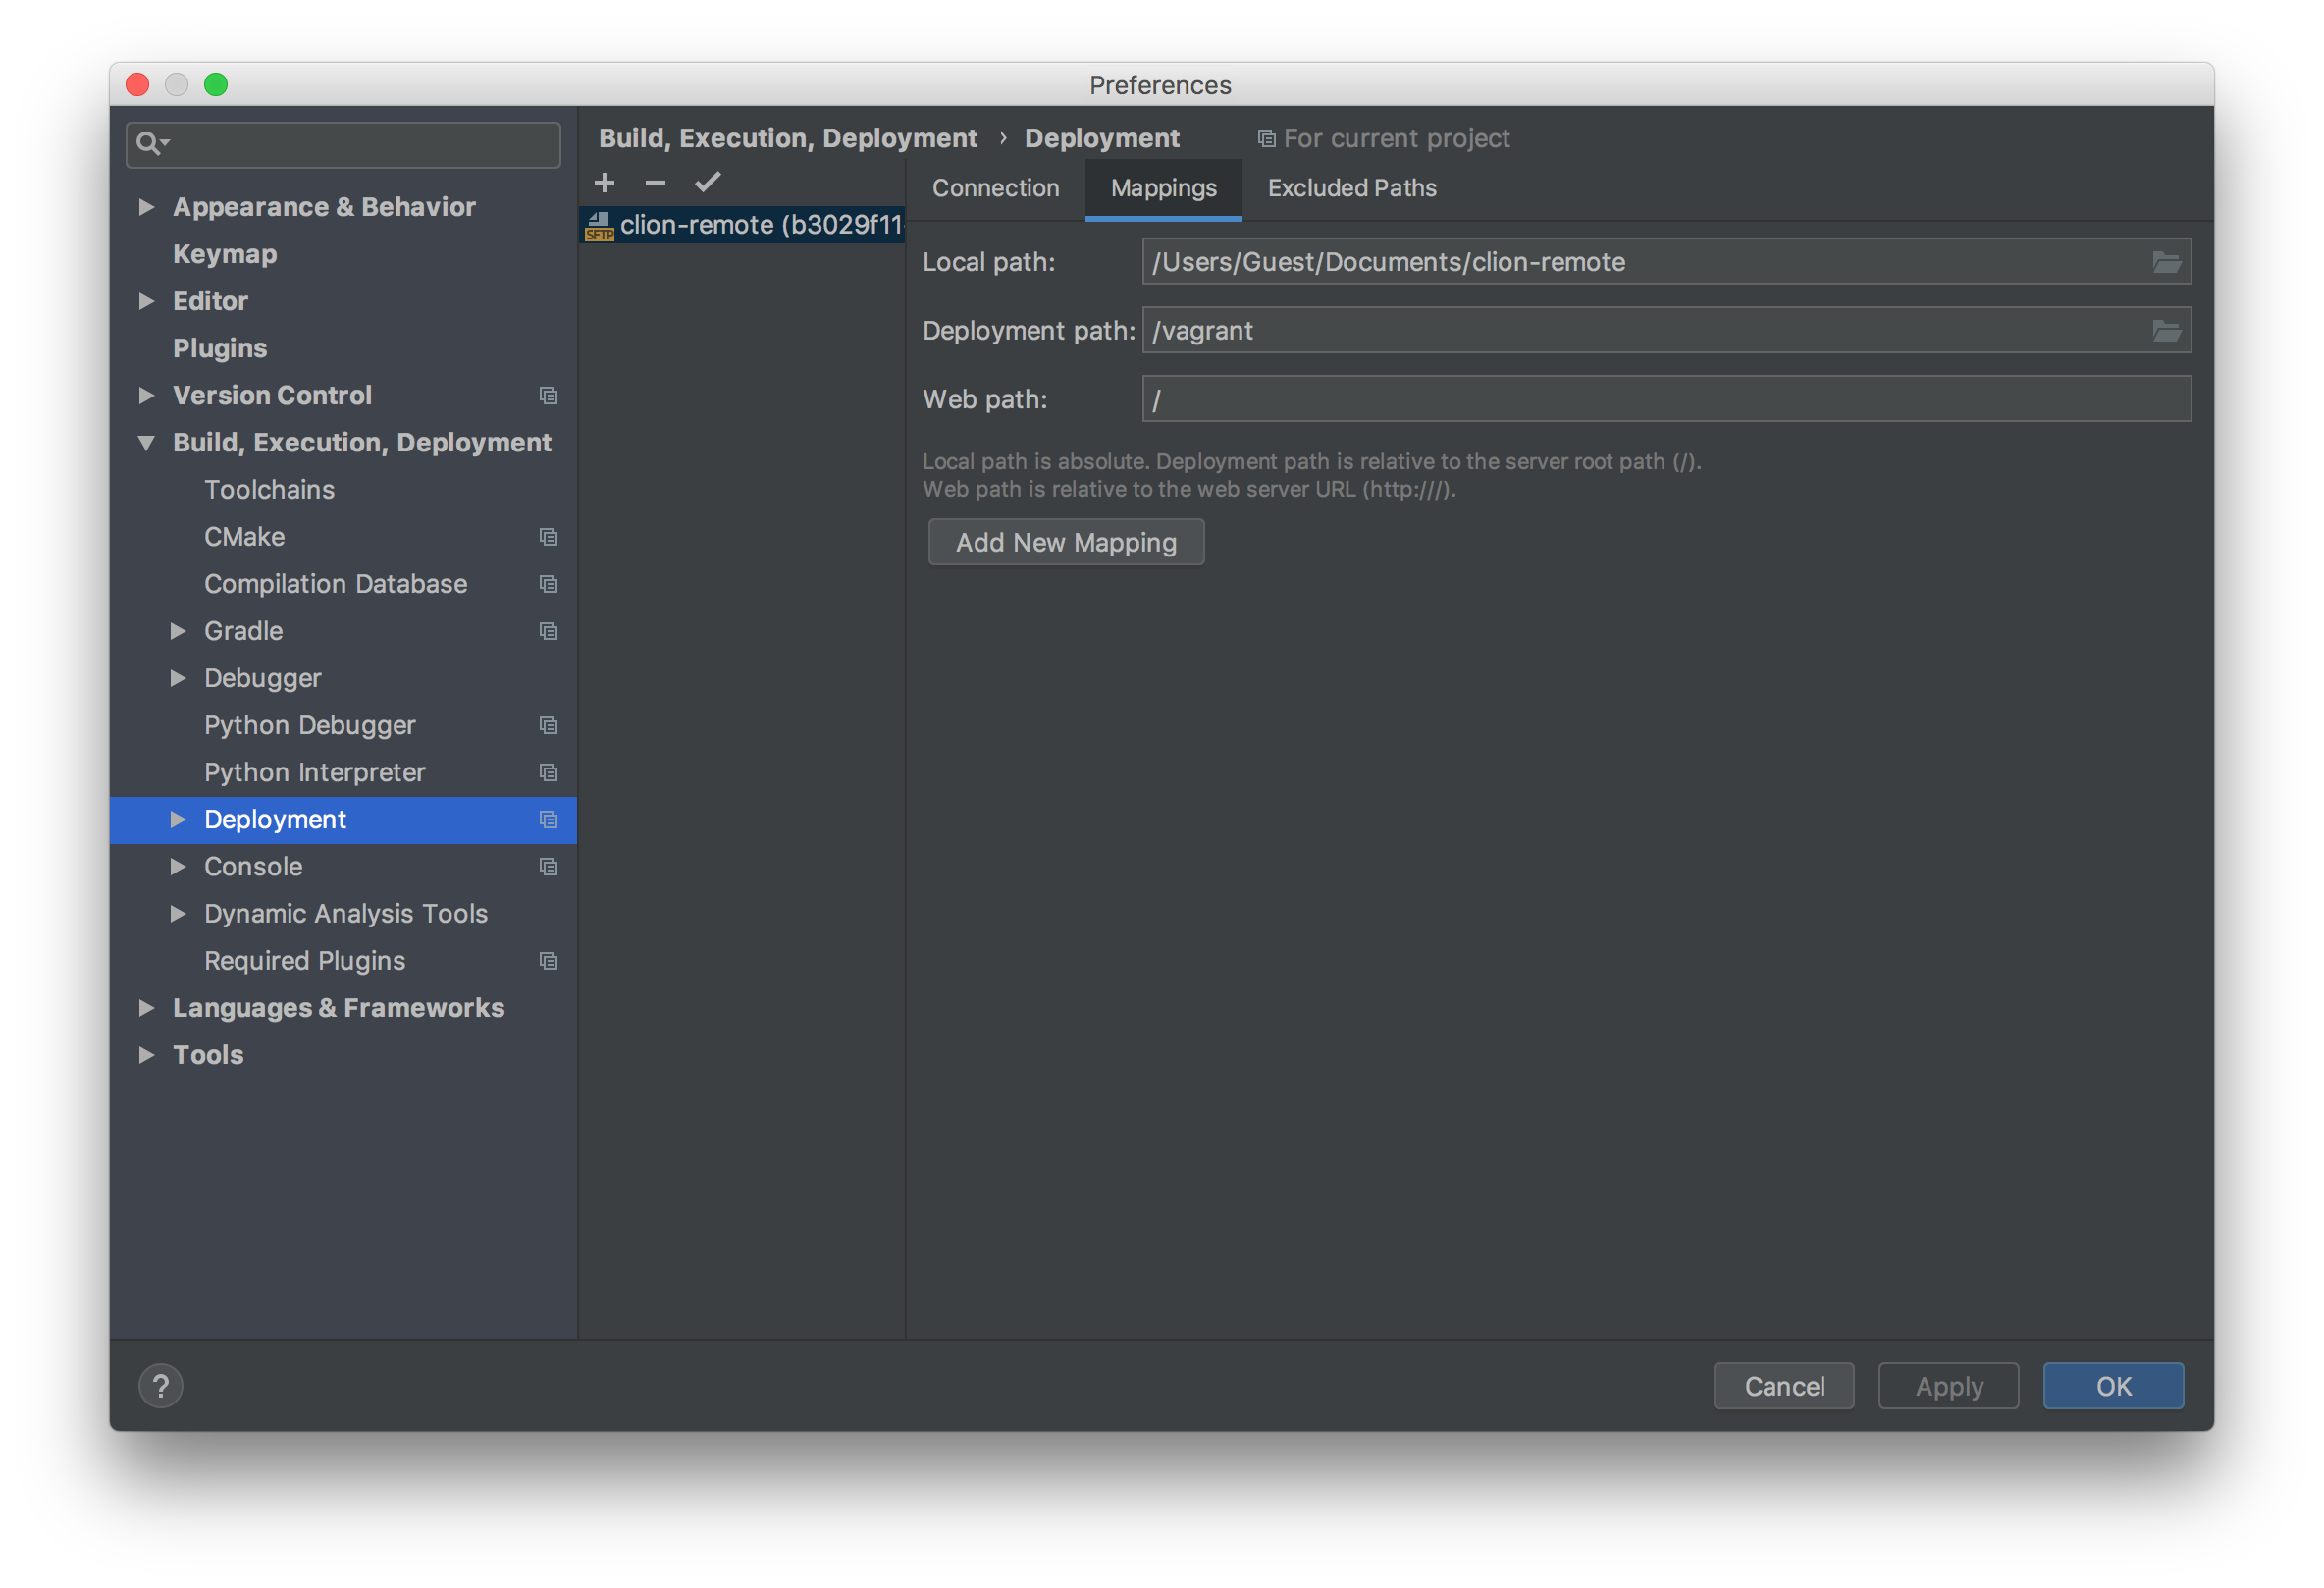 Preferences
Appearance & Behavior
Keymap
Editor
Plugins
Version Control
Build, Execution, Deployment
Toolchains
CMake
Compilation Database
Gradle
Debugger
Python Debugger
Python Interpreter
Deployment
Console
Dynamic Analysis Tools
Required Plugins
Languages & Frameworks
Tools
Build, Execution, Deployment › Deployment
For current project
SFTP
clion-remote (b3029f11-
Connection
Mappings
Excluded Paths
Local path: /Users/Guest/Documents/clion-remote
Deployment path: /vagrant
Web path: /
Local path is absolute. Deployment path is relative to the server root path (/).
Web path is relative to the web server URL (http:///).
Add New Mapping
?
Cancel
Apply
OK